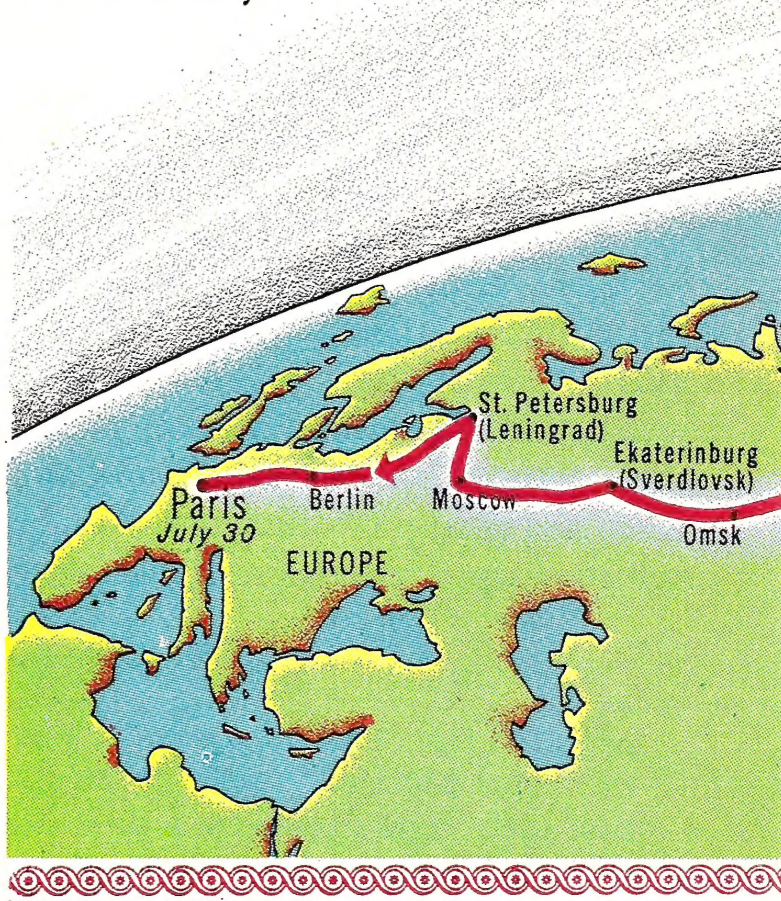 St. Petersburg
(Leningrad)
Ekaterinburg
(Sverdlovsk)
Paris
July 30
Berlin
Moscow
Omsk
EUROPE